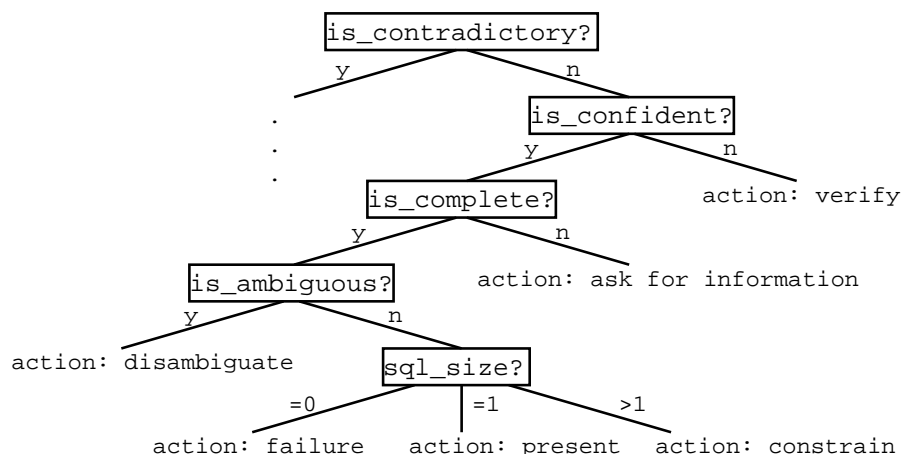 is_contradictory?
y n
.
.
.
is_confident?
y n
is_complete?
action: verify
y n
is_ambiguous?
action: ask for information
y n
action: disambiguate
sql_size?
=0 =1 >1
action: failure action: present action: constrain